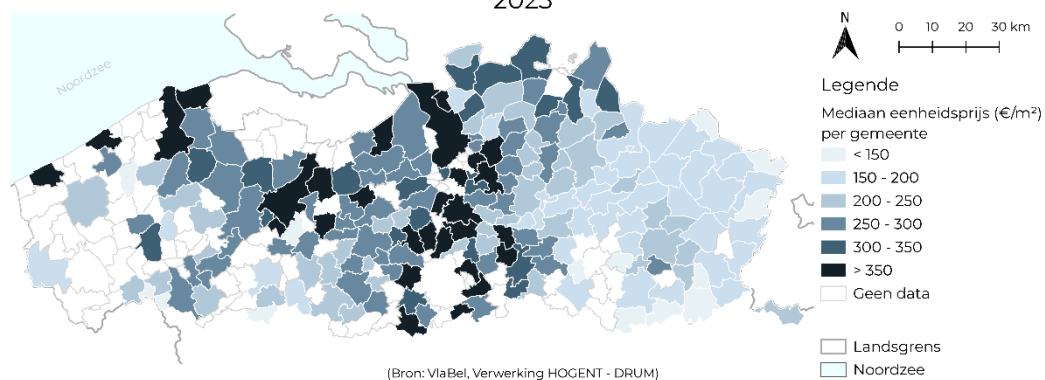 2023
N
0 10 20 30 km
Noordzee
Legende
Mediaan eenheidsprijs (€/m²)
per gemeente
< 150
150 - 200
200 - 250
250 - 300
300 - 350
> 350
Geen data
Landsgrens
Noordzee
(Bron: VlaBel, Verwerking HOGENT - DRUM)